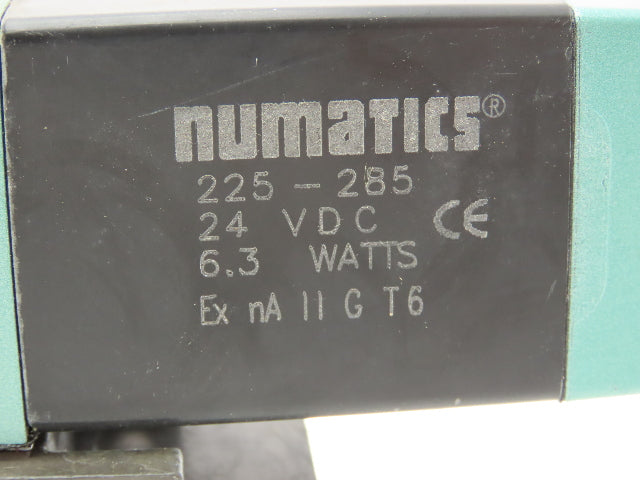 numatics®
225-285
24 VDC CE
6.3 WATTS
Ex nA II G T6